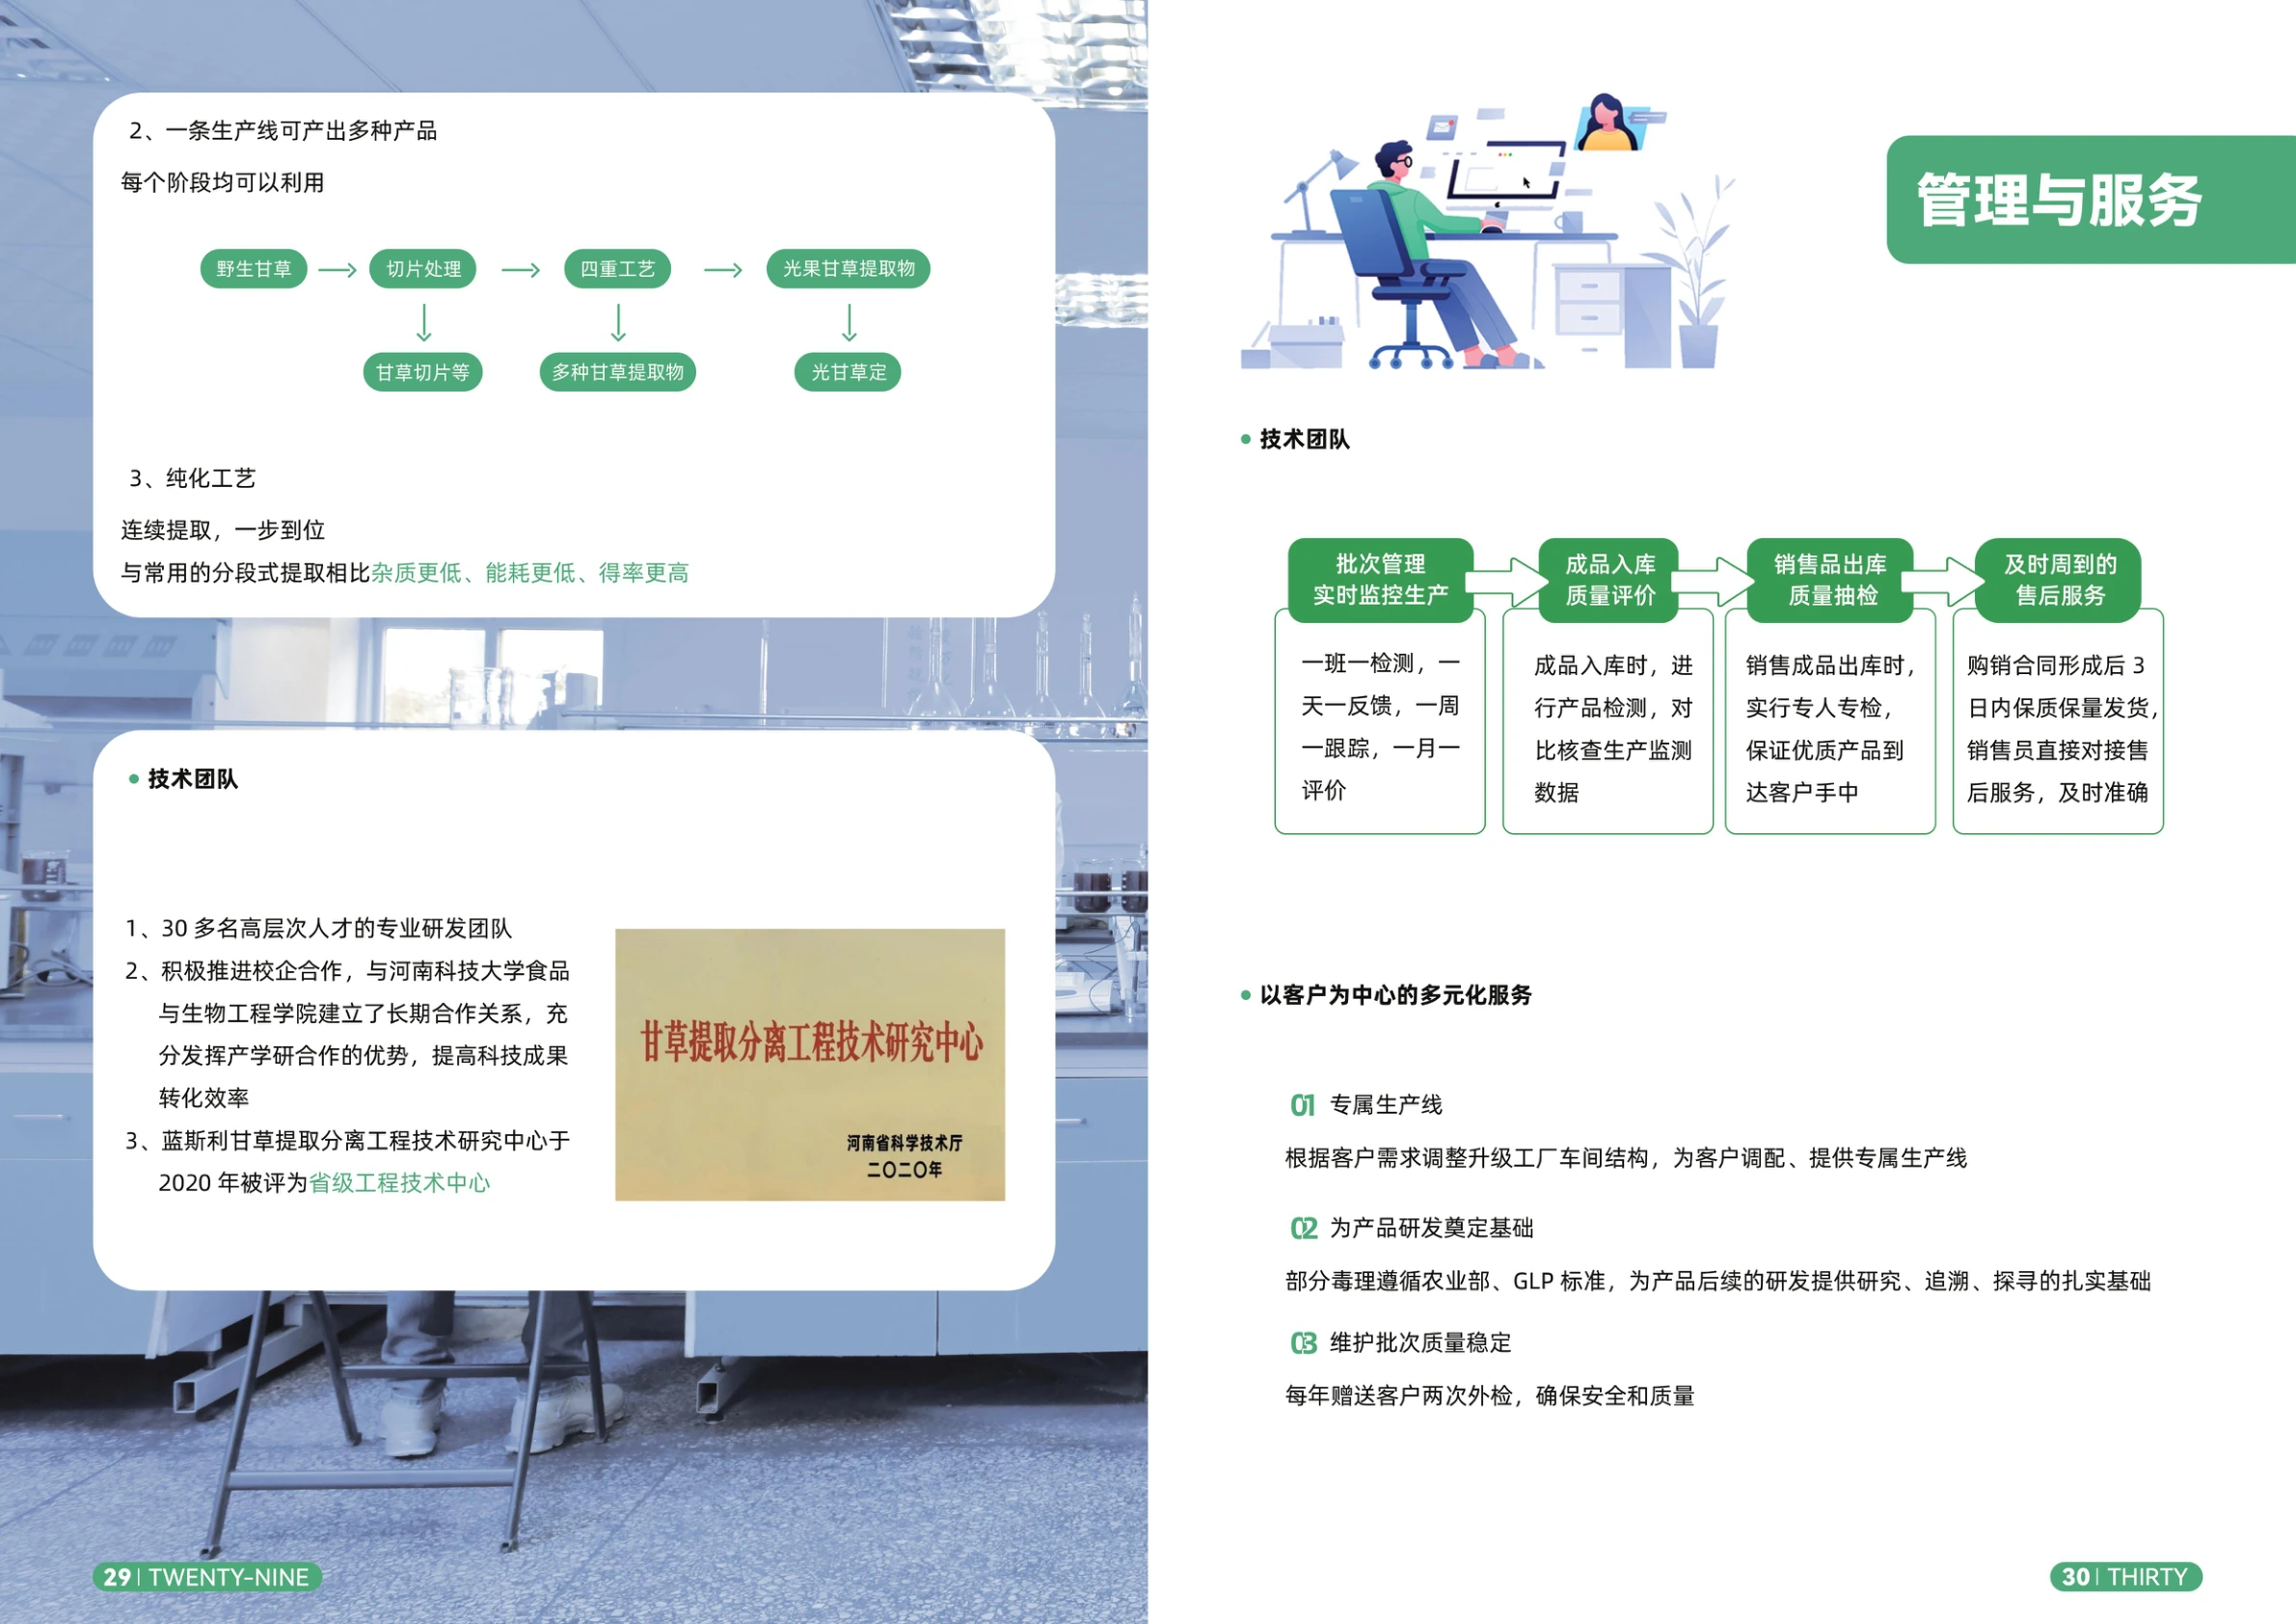 2、一条生产线可产出多种产品
每个阶段均可以利用
野生甘草
切片处理
四重工艺
光果甘草提取物
甘草切片等
多种甘草提取物
光甘草定
3、纯化工艺
连续提取，一步到位
与常用的分段式提取相比杂质更低、能耗更低、得率更高
技术团队
1、30 多名高层次人才的专业研发团队
2、积极推进校企合作，与河南科技大学食品
与生物工程学院建立了长期合作关系，充
分发挥产学研合作的优势，提高科技成果
转化效率
3、蓝斯利甘草提取分离工程技术研究中心于
2020 年被评为省级工程技术中心
甘草提取分离工程技术研究中心
河南省科学技术厅
二〇二〇年
29 | TWENTY-NINE
管理与服务
技术团队
批次管理
实时监控生产
一班一检测，一
天一反馈，一周
一跟踪，一月一
评价
成品入库
质量评价
成品入库时，进
行产品检测，对
比核查生产监测
数据
销售品出库
质量抽检
销售成品出库时，
实行专人专检，
保证优质产品到
达客户手中
及时周到的
售后服务
购销合同形成后 3
日内保质保量发货，
销售员直接对接售
后服务，及时准确
以客户为中心的多元化服务
01 专属生产线
根据客户需求调整升级工厂车间结构，为客户调配、提供专属生产线
02 为产品研发奠定基础
部分毒理遵循农业部、GLP 标准，为产品后续的研发提供研究、追溯、探寻的扎实基础
03 维护批次质量稳定
每年赠送客户两次外检，确保安全和质量
30 | THIRTY